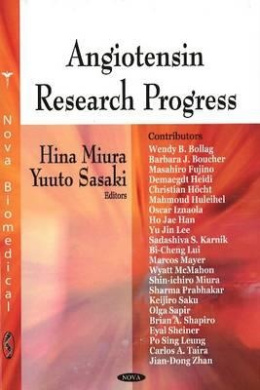 Angiotensin
Research Progress
Contributors
Hina Miura
Yuuto Sasaki
Editors
Wendy B. Bollag
Barbara J. Boucher
Masahiro Fujino
Demaegdt Heidi
Christian Höcht
Mahmoud Huleihel
Oscar Iznaola
Ho Jae Han
Yu Jin Lee
Sadashiva S. Karnik
Bi-Cheng Lui
Marcos Mayer
Wyatt McMahon
Shin-ichiro Miura
Sharma Prabhakar
Keijiro Saku
Olga Sapir
Brian A. Shapiro
Eyal Sheiner
Po Sing Leung
Carlos A. Taira
Jian-Dong Zhan
Nova Biomedical
NOVA